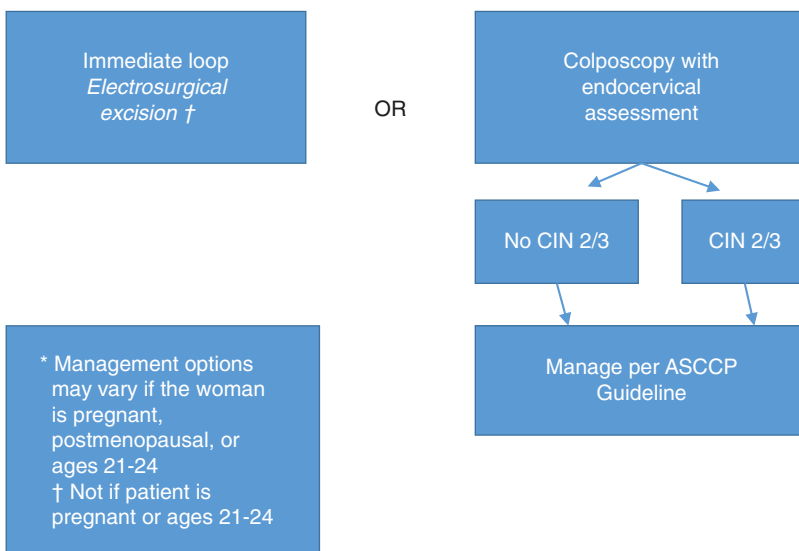 Immediate loop
Electrosurgical
excision †
OR
Colposcopy with
endocervical
assessment
No CIN 2/3
CIN 2/3
* Management options
may vary if the woman
is pregnant,
postmenopausal, or
ages 21-24
† Not if patient is
pregnant or ages 21-24
Manage per ASCCP
Guideline